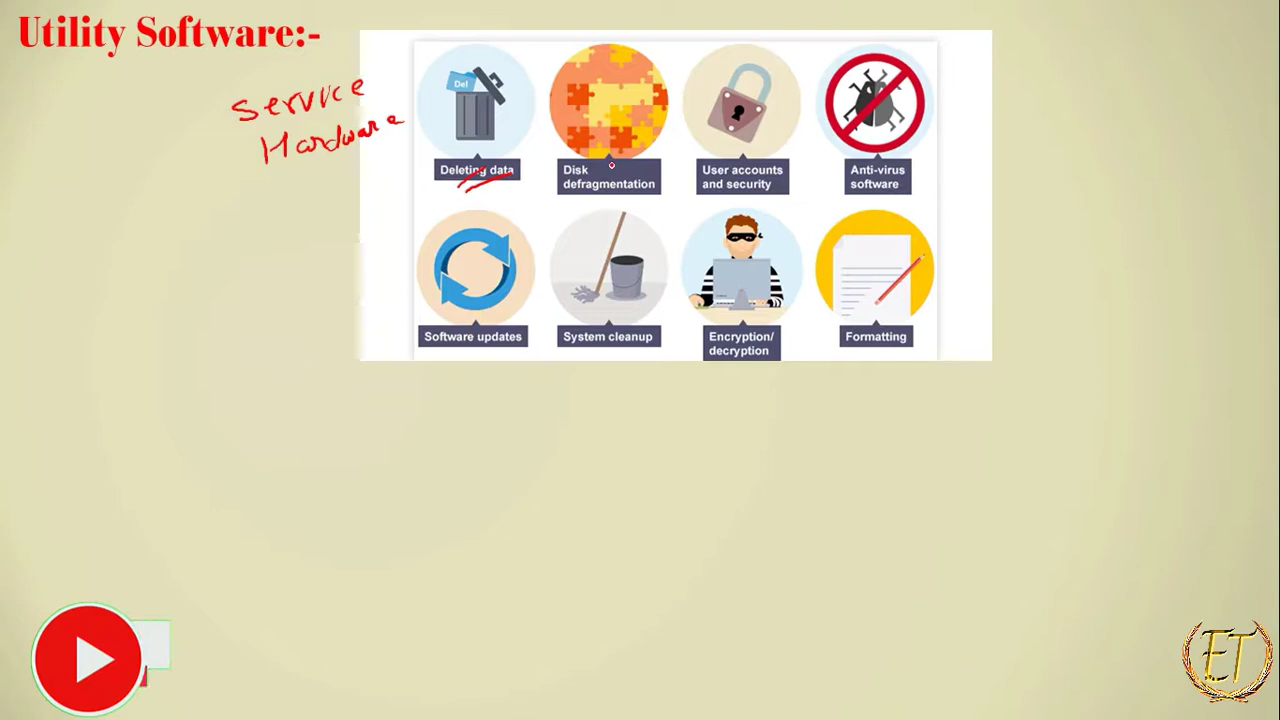 Utility Software:-
Service
Hardware
Del
Deleting data
Disk
defragmentation
User accounts
and security
Anti-virus
software
Software updates
System cleanup
Encryption/
decryption
Formatting
ET